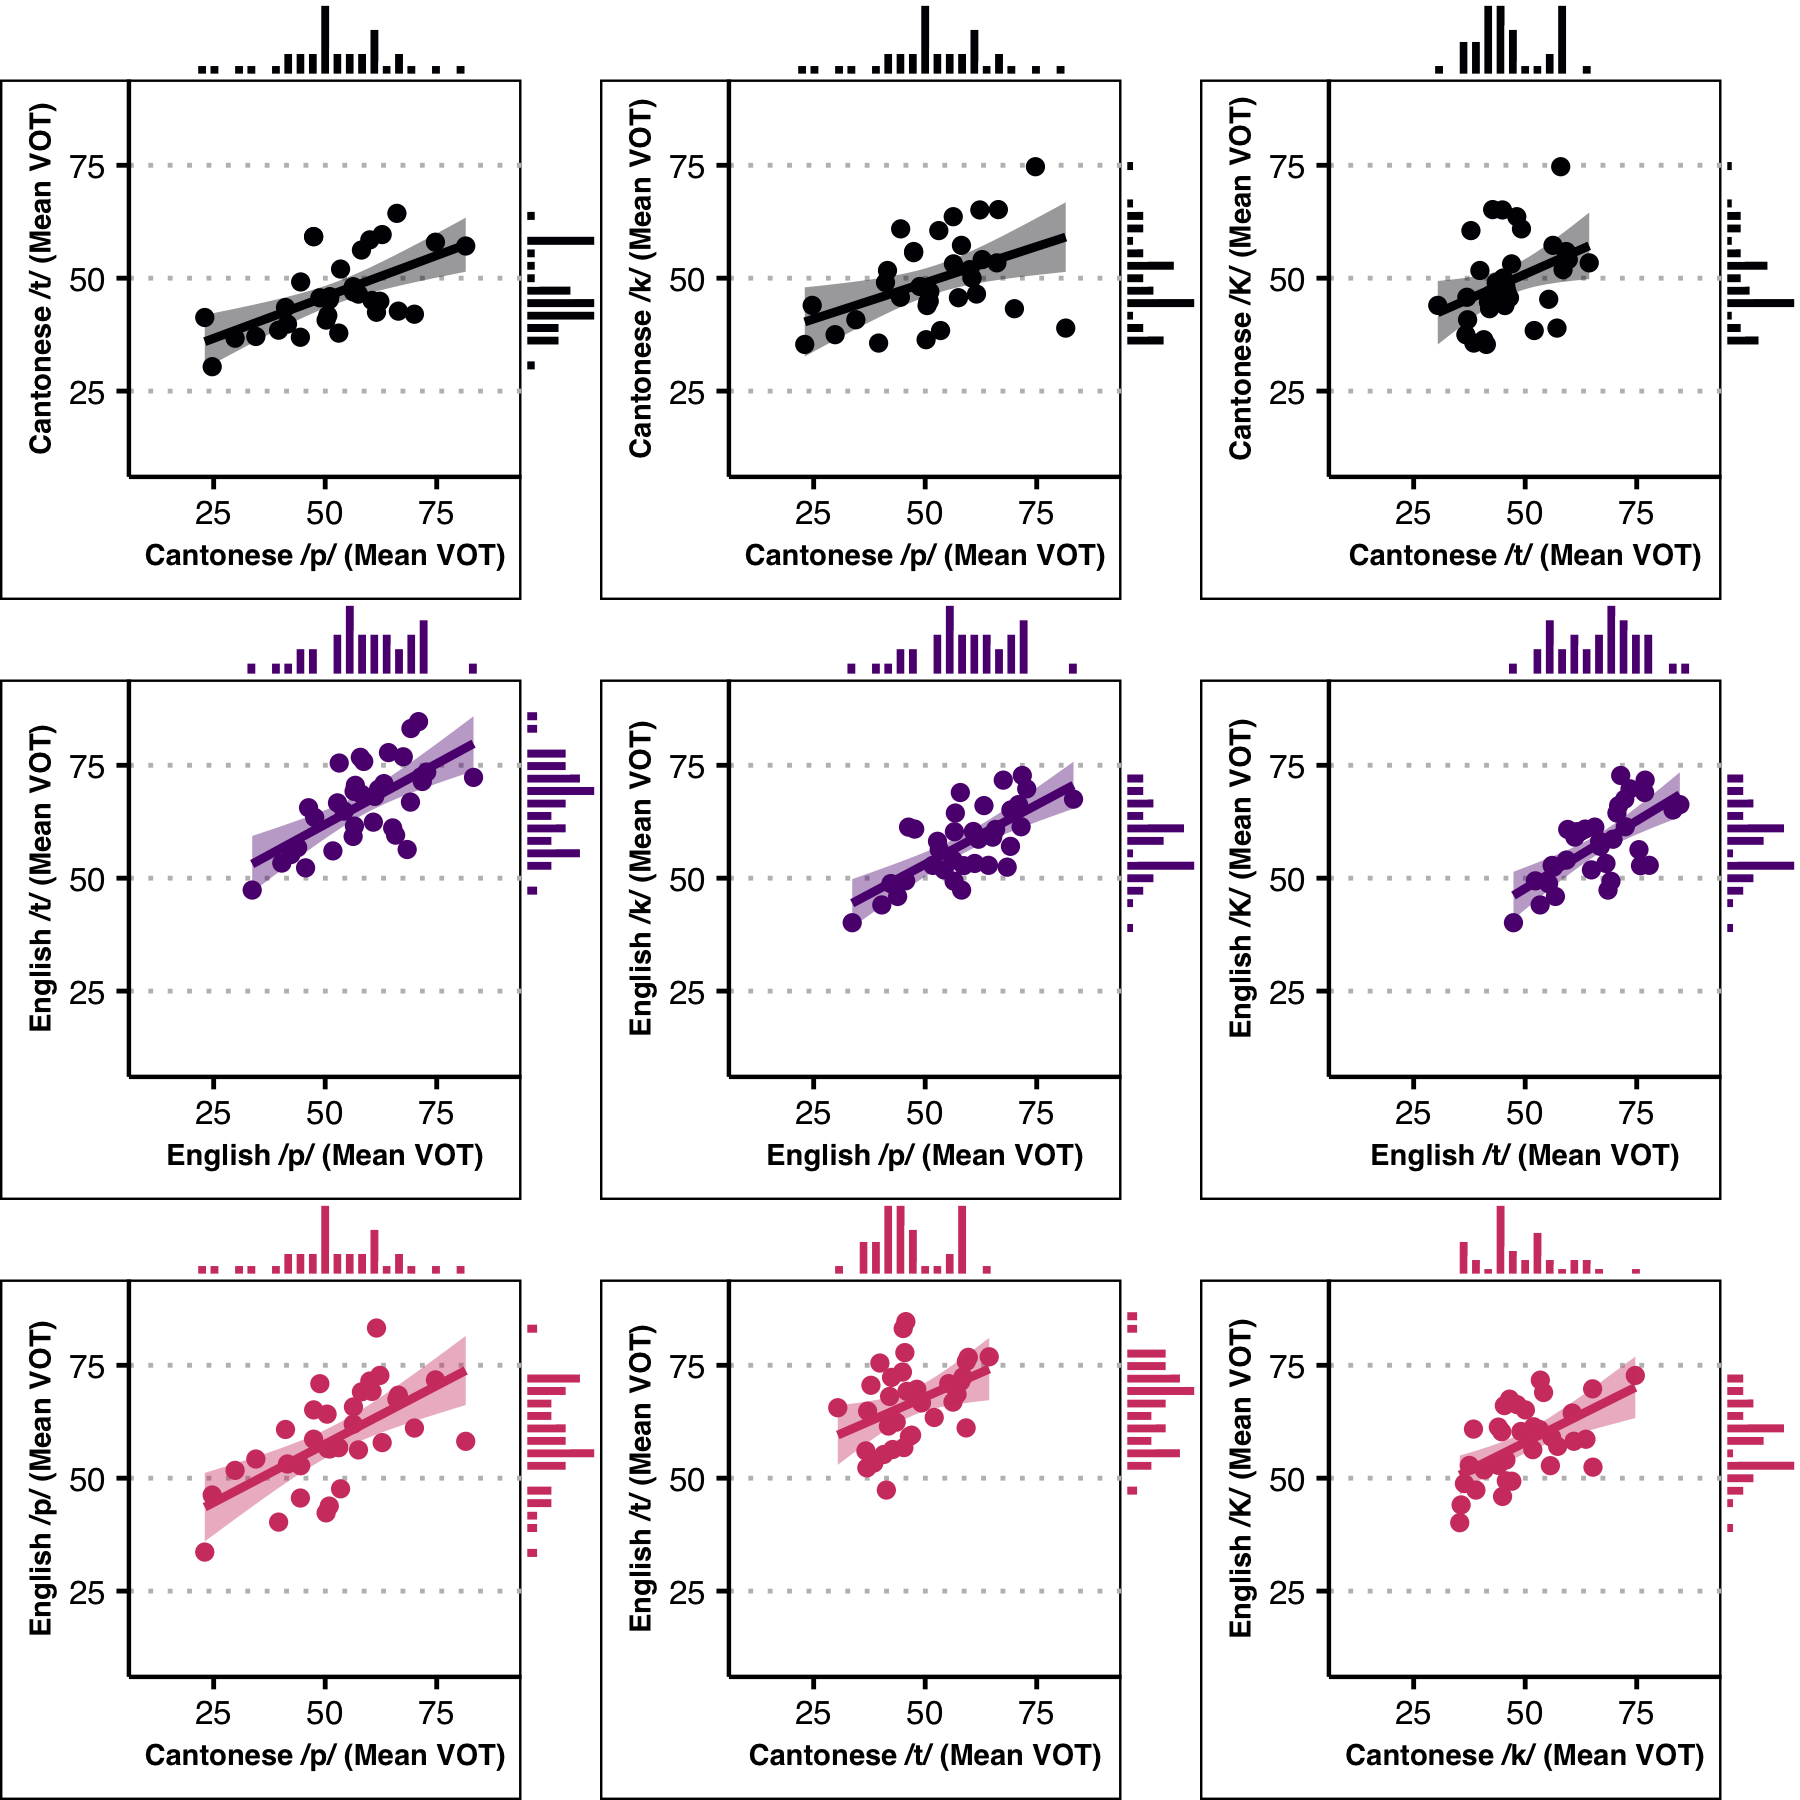 Cantonese /t/ (Mean VOT)
75
50
25
25 50 75
Cantonese /p/ (Mean VOT)
Cantonese /k/ (Mean VOT)
75
50
25
25 50 75
Cantonese /p/ (Mean VOT)
Cantonese /K/ (Mean VOT)
75
50
25
25 50 75
Cantonese /t/ (Mean VOT)
English /t/ (Mean VOT)
75
50
25
25 50 75
English /p/ (Mean VOT)
English /k/ (Mean VOT)
75
50
25
25 50 75
English /p/ (Mean VOT)
English /K/ (Mean VOT)
75
50
25
25 50 75
English /t/ (Mean VOT)
English /p/ (Mean VOT)
75
50
25
25 50 75
Cantonese /p/ (Mean VOT)
English /t/ (Mean VOT)
75
50
25
25 50 75
Cantonese /t/ (Mean VOT)
English /K/ (Mean VOT)
75
50
25
25 50 75
Cantonese /k/ (Mean VOT)